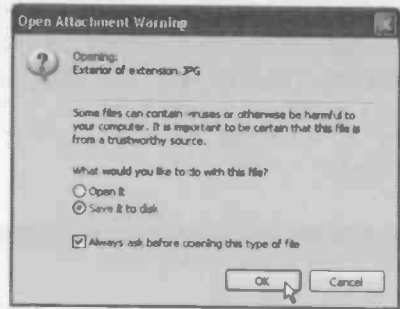 Open Attachment Warning
Opening:
Exterior of extension.JPG
Some files can contain viruses or otherwise be harmful to
your computer. It is important to be certain that this file is
from a trustworthy source.
What would you like to do with this file?
Open it
Save it to disk
Always ask before opening this type of file
OK
Cancel